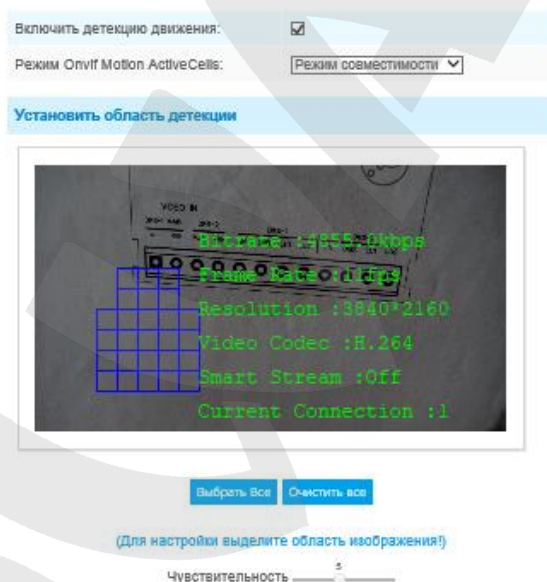 Включить детекцию движения:
Режим Onvif Motion ActiveCells: Режим совместимости
Установить область детекции
VIDEO IN
Bitrate :4855.0kbps
Frame Rate :11fps
Resolution :3840*2160
Video Codec :H.264
Smart Stream :Off
Current Connection :1
Выбрать Все Очистить все
(Для настройки выделите область изображения!)
5
Чувствительность